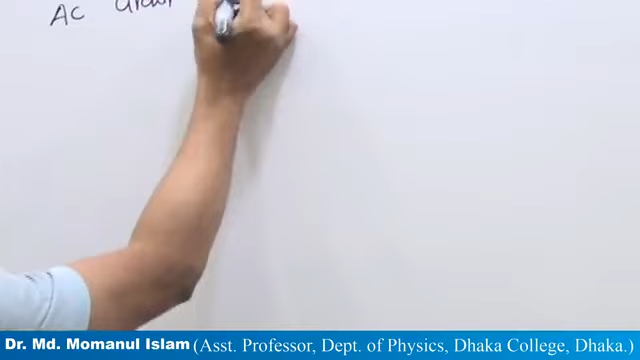 AC
Dr. Md. Momanul Islam (Asst. Professor, Dept. of Physics, Dhaka College, Dhaka.)